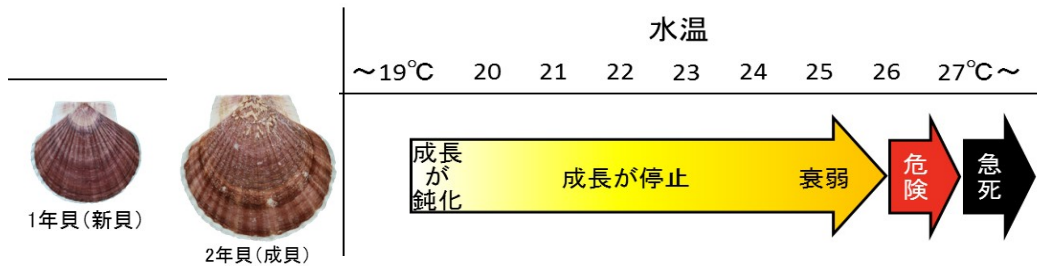 水温
～19℃ 20 21 22 23 24 25 26 27℃～
成長
が
鈍化
成長が停止
衰弱
危
険
急
死
1年貝(新貝)
2年貝(成貝)